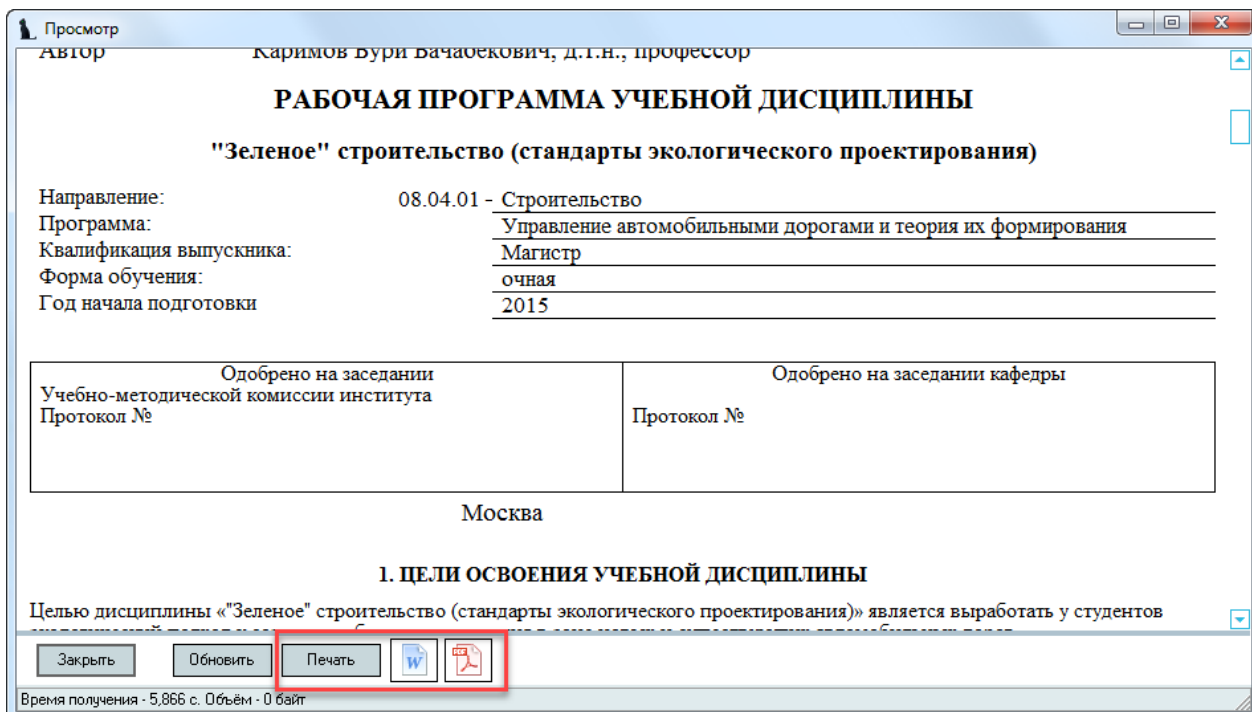 Просмотр
Автор Каримов Бури Бачабекович, д.т.н., профессор
РАБОЧАЯ ПРОГРАММА УЧЕБНОЙ ДИСЦИПЛИНЫ
"Зеленое" строительство (стандарты экологического проектирования)
Направление: 08.04.01 - Строительство
Программа: Управление автомобильными дорогами и теория их формирования
Квалификация выпускника: Магистр
Форма обучения: очная
Год начала подготовки 2015
Одобрено на заседании
Учебно-методической комиссии института
Протокол №
Одобрено на заседании кафедры
Протокол №
Москва
1. ЦЕЛИ ОСВОЕНИЯ УЧЕБНОЙ ДИСЦИПЛИНЫ
Целью дисциплины «"Зеленое" строительство (стандарты экологического проектирования)» является выработать у студентов
Закрыть Обновить Печать W PDF
Время получения - 5,866 с. Объём - 0 байт